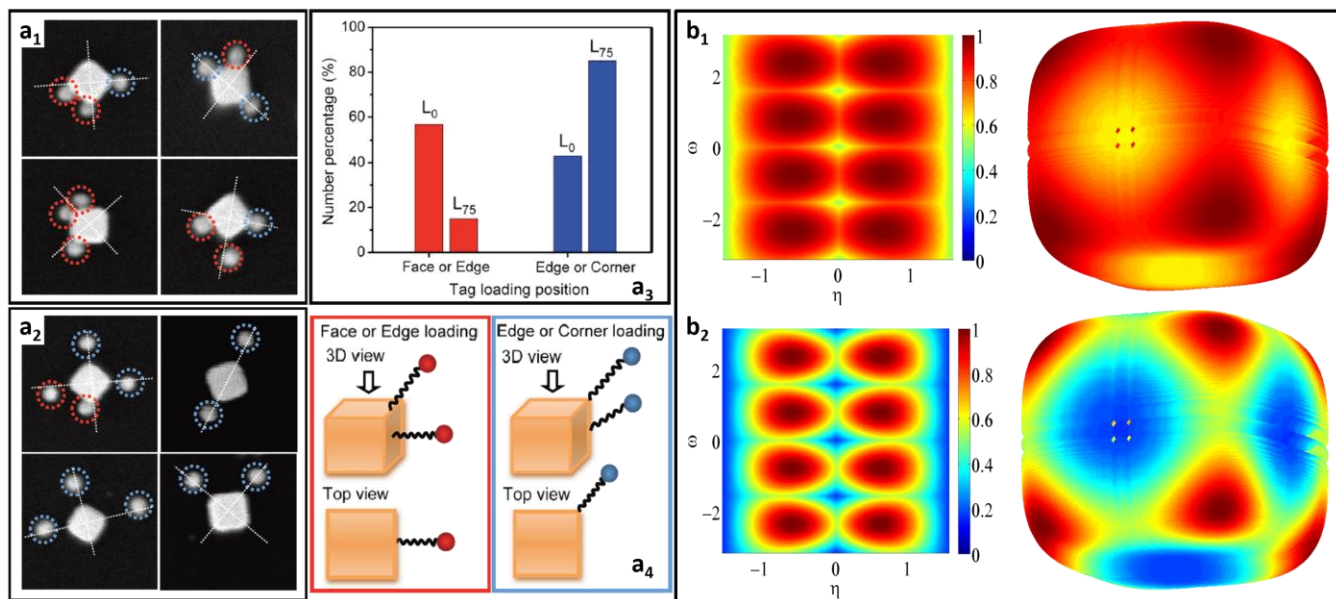 a1
a2
100
80
60
40
20
0
Number percentage (%)
L0
L75
L0
L75
Face or Edge
Edge or Corner
Tag loading position
a3
Face or Edge loading
3D view
Top view
Edge or Corner loading
3D view
Top view
a4
b1
2
0
−2
ω
−1
0
1
η
1
0.8
0.6
0.4
0.2
0
b2
2
0
−2
ω
−1
0
1
η
1
0.8
0.6
0.4
0.2
0